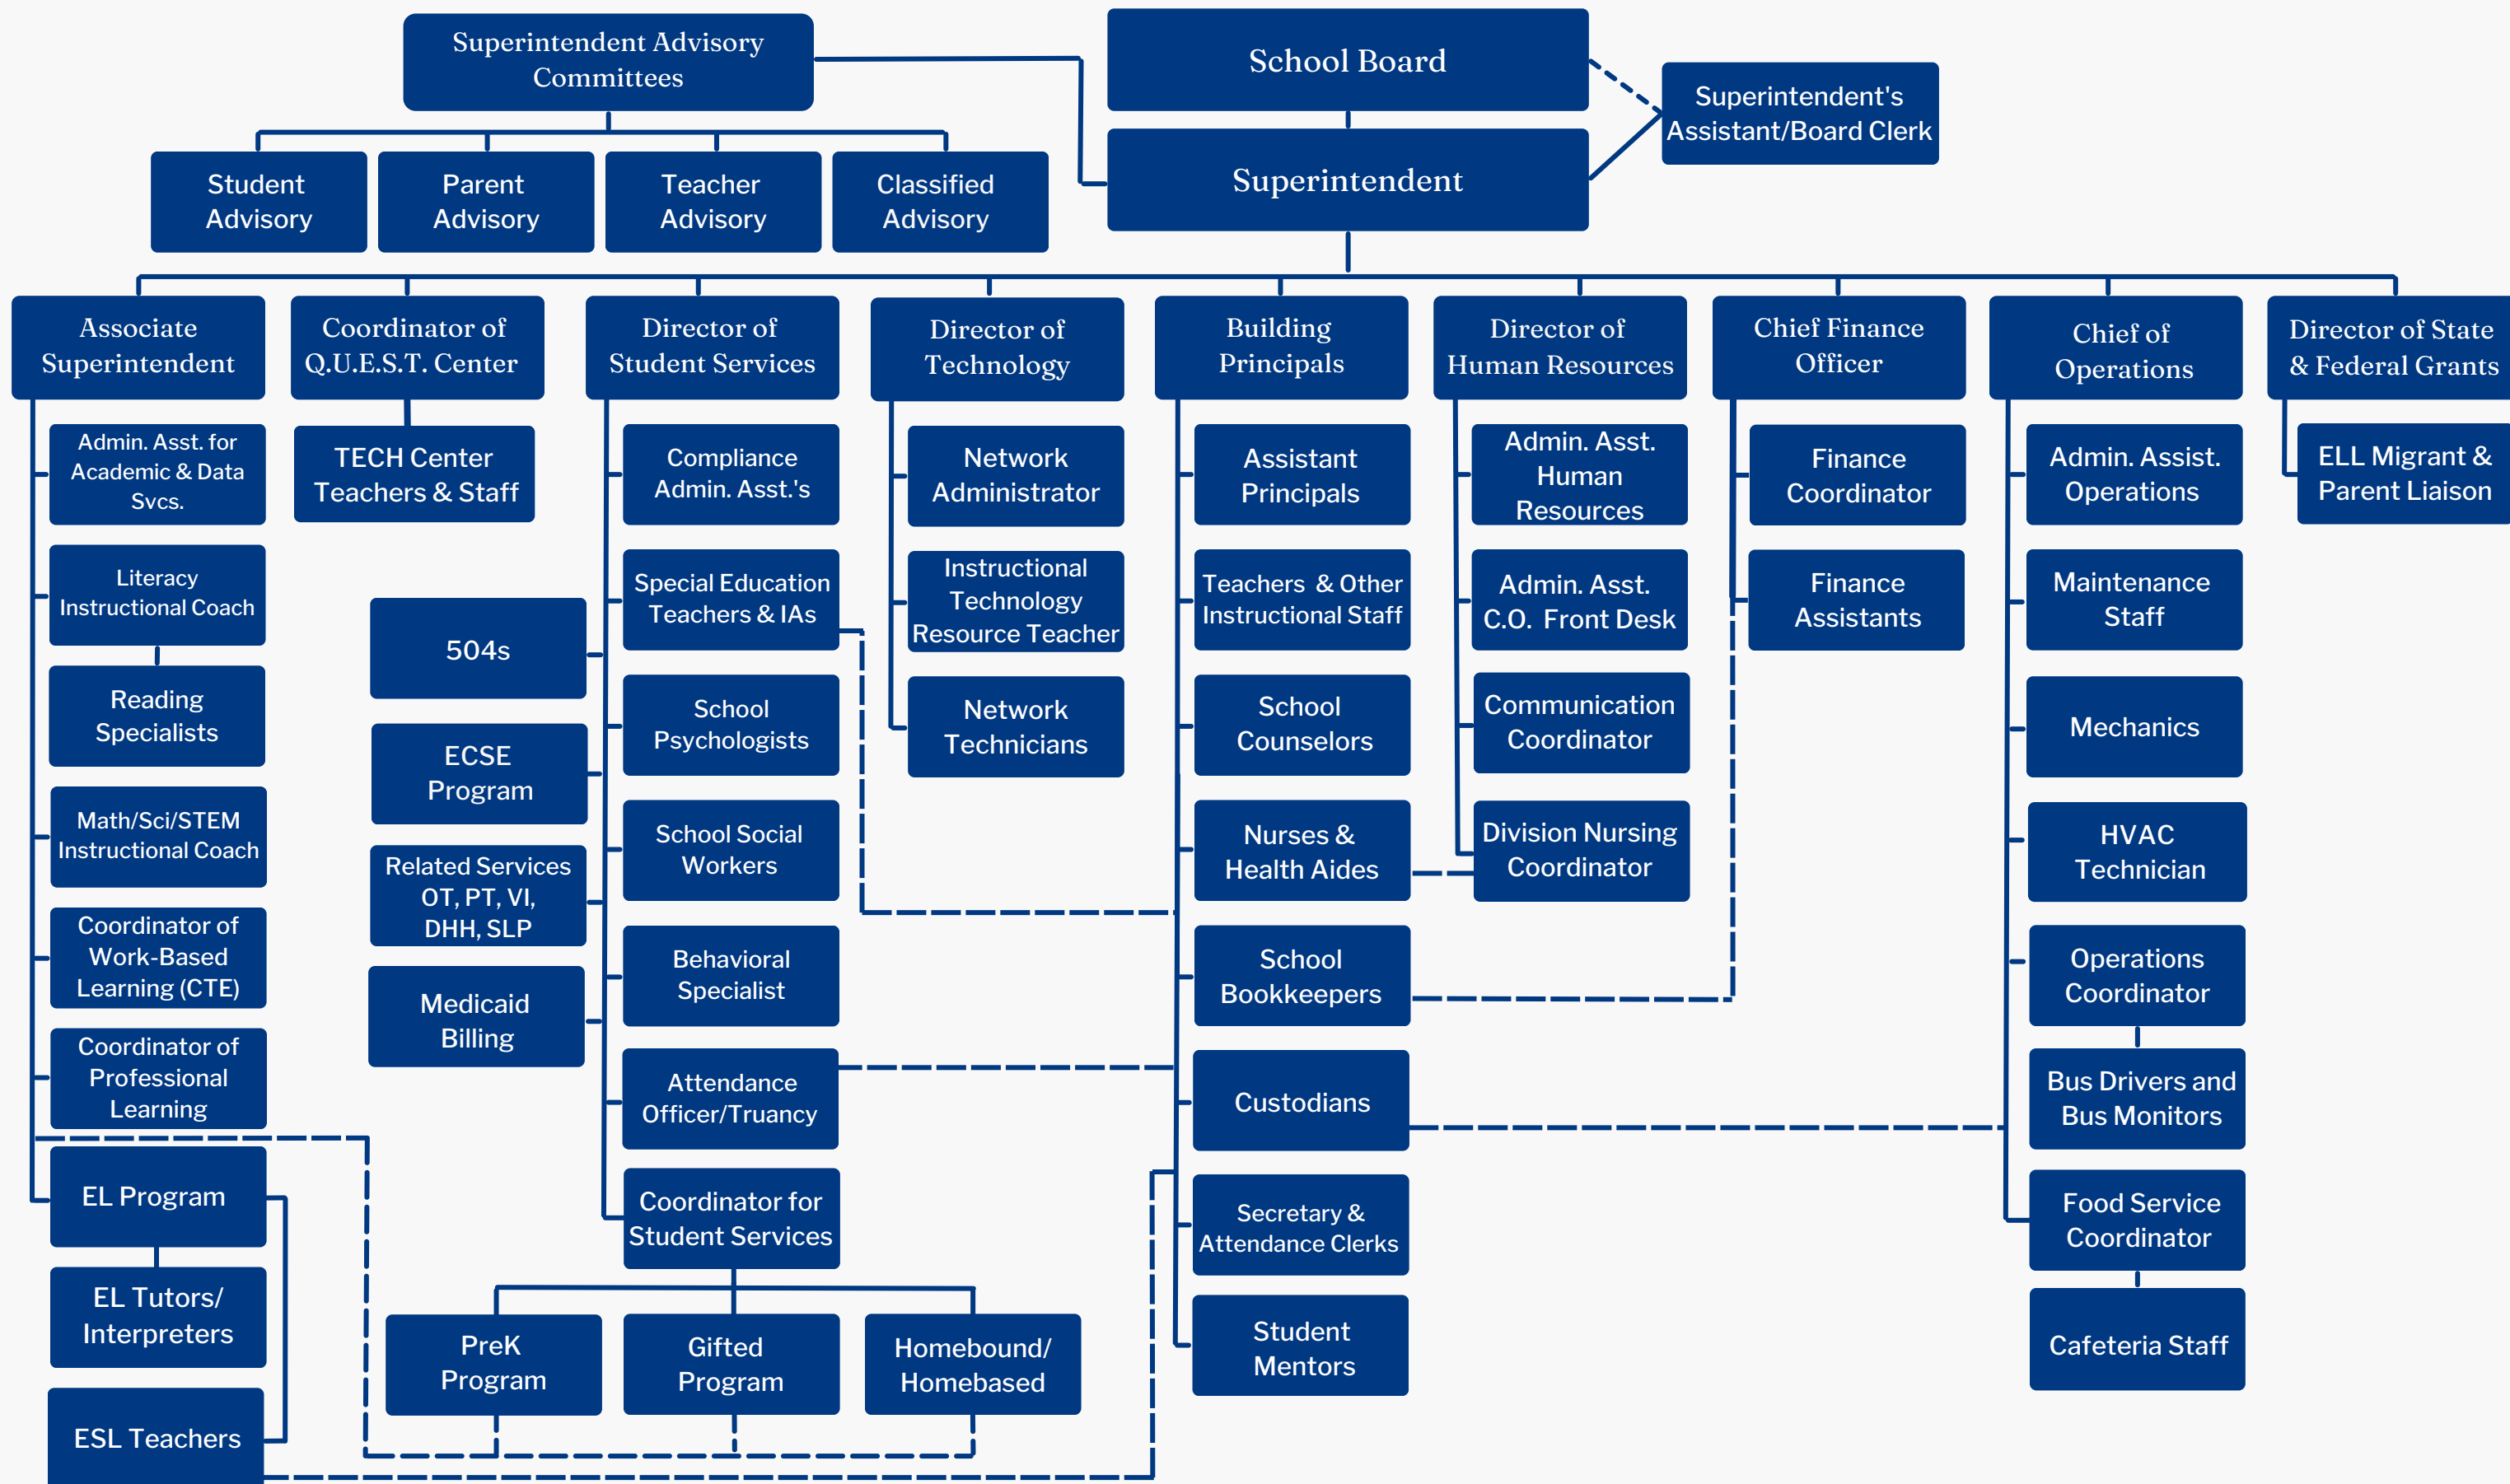 Superintendent Advisory
Committees
School Board
Superintendent's
Assistant/Board Clerk
Superintendent
Student
Advisory
Parent
Advisory
Teacher
Advisory
Classified
Advisory
Associate
Superintendent
Coordinator of
Q.U.E.S.T. Center
Director of
Student Services
Director of
Technology
Building
Principals
Director of
Human Resources
Chief Finance
Officer
Chief of
Operations
Director of State
& Federal Grants
Admin. Asst. for
Academic & Data
Svcs.
Literacy
Instructional Coach
Reading
Specialists
Math/Sci/STEM
Instructional Coach
Coordinator of
Work-Based
Learning (CTE)
Coordinator of
Professional
Learning
EL Program
EL Tutors/
Interpreters
ESL Teachers
TECH Center
Teachers & Staff
504s
ECSE
Program
Related Services
OT, PT, VI,
DHH, SLP
Medicaid
Billing
Compliance
Admin. Asst.'s
Special Education
Teachers & IAs
School
Psychologists
School Social
Workers
Behavioral
Specialist
Attendance
Officer/Truancy
Coordinator for
Student Services
PreK
Program
Gifted
Program
Homebound/
Homebased
Network
Administrator
Instructional
Technology
Resource Teacher
Network
Technicians
Assistant
Principals
Teachers & Other
Instructional Staff
School
Counselors
Nurses &
Health Aides
School
Bookkeepers
Custodians
Secretary &
Attendance Clerks
Student
Mentors
Admin. Asst.
Human
Resources
Admin. Asst.
C.O. Front Desk
Communication
Coordinator
Division Nursing
Coordinator
Finance
Coordinator
Finance
Assistants
Admin. Assist.
Operations
Maintenance
Staff
Mechanics
HVAC
Technician
Operations
Coordinator
Bus Drivers and
Bus Monitors
Food Service
Coordinator
Cafeteria Staff
ELL Migrant &
Parent Liaison